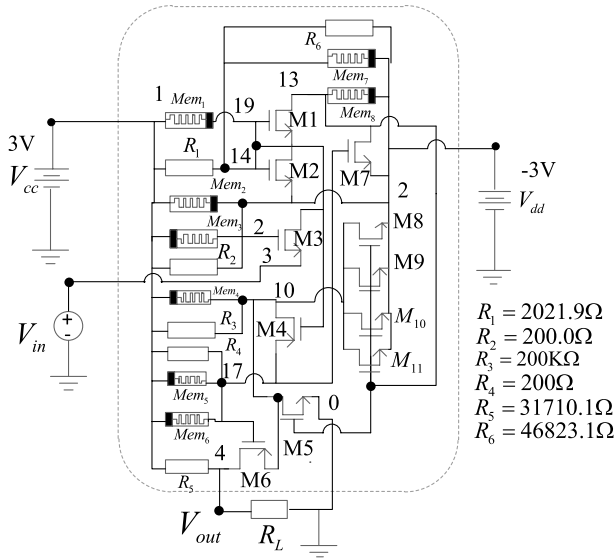 R6
Mem7
1
Mem1
19
13
Mem8
M1
3V
Vcc
R1
14
M2
M7
-3V
Vdd
Mem2
2
Mem3
2
M3
M8
R2
3
M9
Vin
+
-
Mem4
10
M10
R3
M4
M11
R4
17
Mem5
0
Mem6
M5
4
M6
R5
Vout
RL
R1 = 2021.9Ω
R2 = 200.0Ω
R3 = 200KΩ
R4 = 200Ω
R5 = 31710.1Ω
R6 = 46823.1Ω